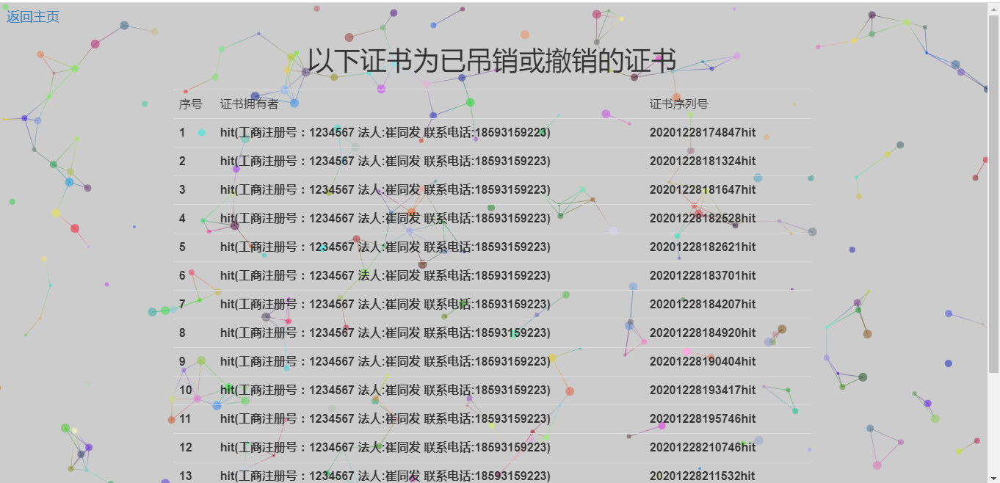 返回主页
以下证书为已吊销或撤销的证书
序号 证书拥有者 证书序列号
1 hit(工商注册号：1234567 法人:崔同发 联系电话:18593159223) 20201228174847hit
2 hit(工商注册号：1234567 法人:崔同发 联系电话:18593159223) 20201228181324hit
3 hit(工商注册号：1234567 法人:崔同发 联系电话:18593159223) 20201228181647hit
4 hit(工商注册号：1234567 法人:崔同发 联系电话:18593159223) 20201228182528hit
5 hit(工商注册号：1234567 法人:崔同发 联系电话:18593159223) 20201228182621hit
6 hit(工商注册号：1234567 法人:崔同发 联系电话:18593159223) 20201228183701hit
7 hit(工商注册号：1234567 法人:崔同发 联系电话:18593159223) 20201228184207hit
8 hit(工商注册号：1234567 法人:崔同发 联系电话:18593159223) 20201228184920hit
9 hit(工商注册号：1234567 法人:崔同发 联系电话:18593159223) 20201228190404hit
10 hit(工商注册号：1234567 法人:崔同发 联系电话:18593159223) 20201228193417hit
11 hit(工商注册号：1234567 法人:崔同发 联系电话:18593159223) 20201228195746hit
12 hit(工商注册号：1234567 法人:崔同发 联系电话:18593159223) 20201228210746hit
13 hit(工商注册号：1234567 法人:崔同发 联系电话:18593159223) 20201228211532hit